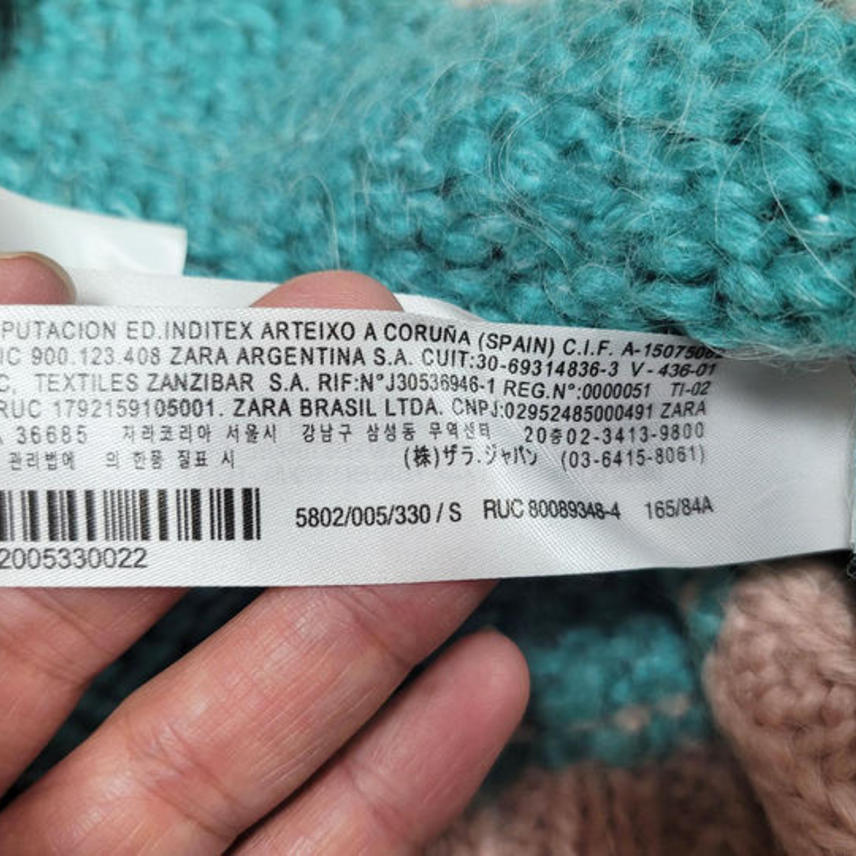 PUTACION ED.INDITEX ARTEIXO A CORUÑA (SPAIN) C.I.F.
900.123.408 ZARA ARGENTINA S.A. CUIT:30-69314836-3 V-436-01
TEXTILES ZANZIBAR S.A. RIF:N°J30536946-1 REG.N°:0000051 TI-02
RUC 1792159105001. ZARA BRASIL LTDA. CNPJ:02952485000491 ZARA
36685 자라코리아 서울시 강남구 삼성동 무역센터 20층02-3413-9800
관리법에 의한품질표시 (株)ザラ.ジャパン (03-6415-8061)
5802/005/330 / S RUC 80089348-4 165/84A
2005330022